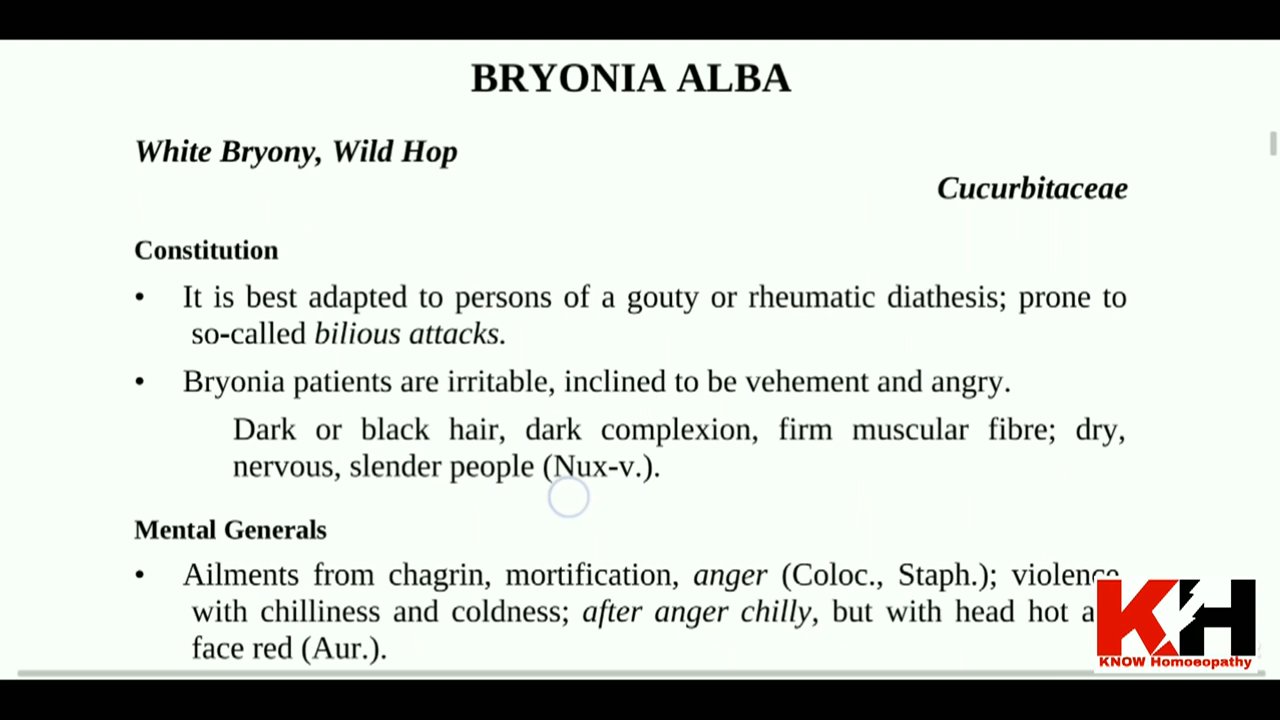 BRYONIA ALBA
White Bryony, Wild Hop
Cucurbitaceae
Constitution
• It is best adapted to persons of a gouty or rheumatic diathesis; prone to
so-called bilious attacks.
• Bryonia patients are irritable, inclined to be vehement and angry.
Dark or black hair, dark complexion, firm muscular fibre; dry,
nervous, slender people (Nux-v.).
Mental Generals
• Ailments from chagrin, mortification, anger (Coloc., Staph.); violence
with chilliness and coldness; after anger chilly, but with head hot
face red (Aur.).
KH
KNOW Homoeopathy